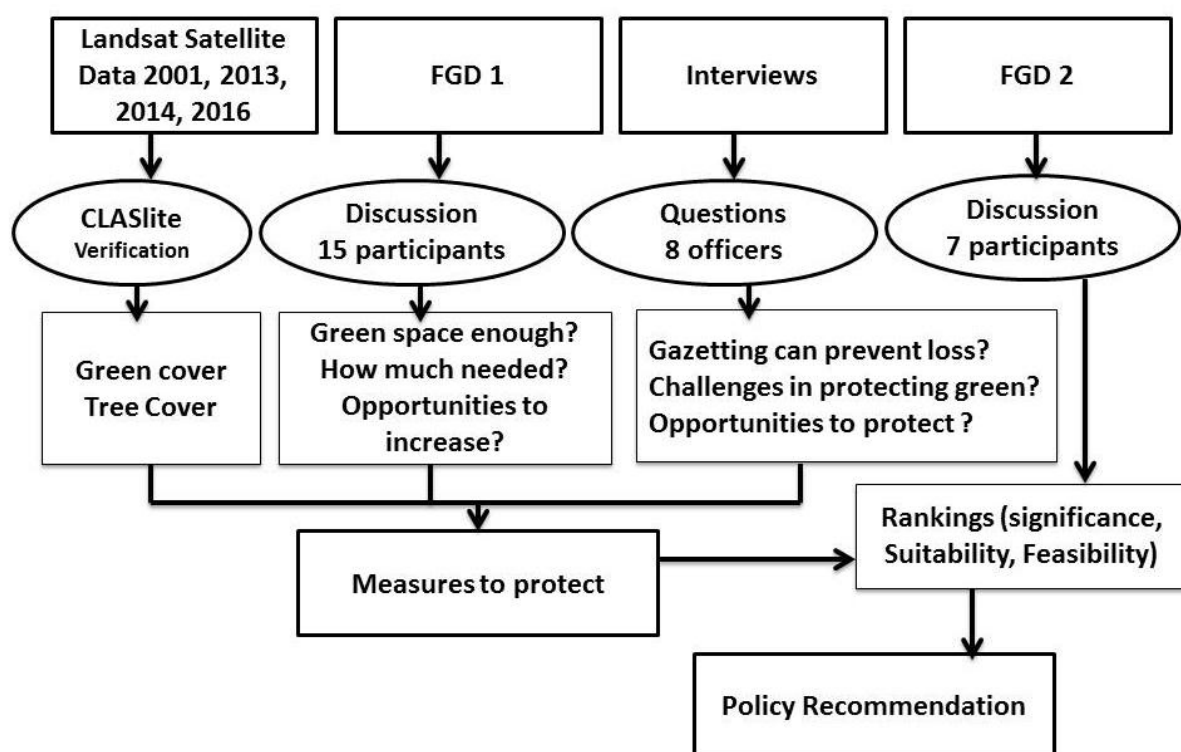 Landsat Satellite
Data 2001, 2013,
2014, 2016
FGD 1
Interviews
FGD 2
CLASlite
Verification
Discussion
15 participants
Questions
8 officers
Discussion
7 participants
Green cover
Tree Cover
Green space enough?
How much needed?
Opportunities to
increase?
Gazetting can prevent loss?
Challenges in protecting green?
Opportunities to protect ?
Rankings (significance,
Suitability, Feasibility)
Measures to protect
Policy Recommendation